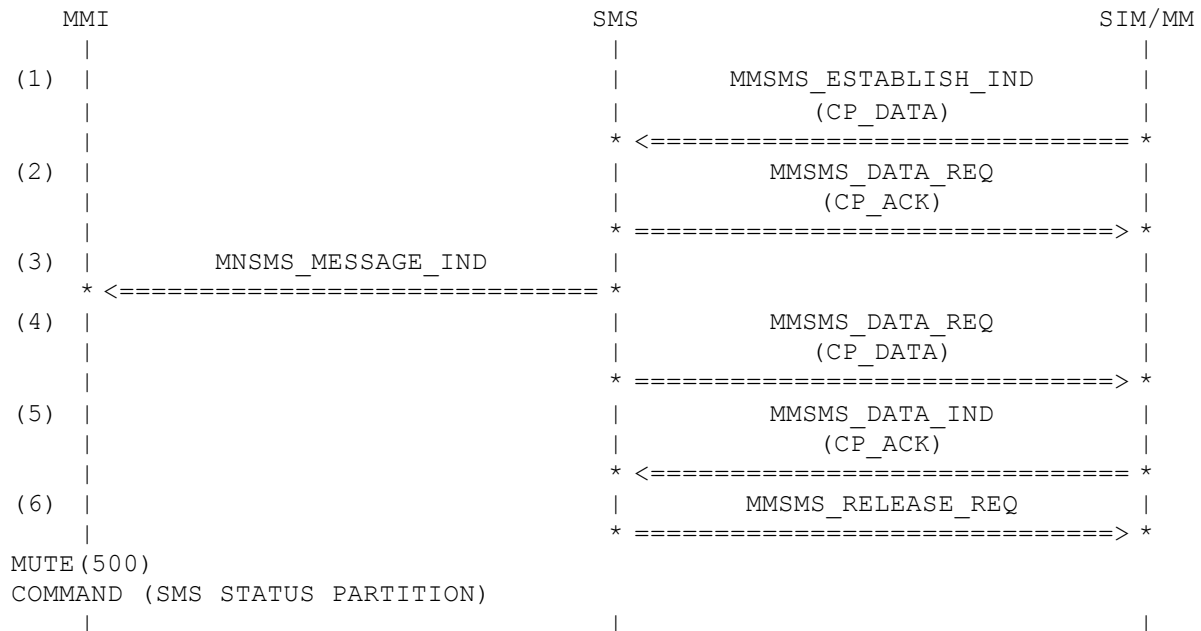 MMI SMS SIM/MM
| | |
(1) | | MMSMS_ESTABLISH_IND |
| | (CP_DATA) |
| * <============================== *
(2) | | MMSMS_DATA_REQ |
| | (CP_ACK) |
| * ==============================> *
(3) | MNSMS_MESSAGE_IND | |
* <============================== * |
(4) | | MMSMS_DATA_REQ |
| | (CP_DATA) |
| * ==============================> *
(5) | | MMSMS_DATA_IND |
| | (CP_ACK) |
| * <============================== *
(6) | | MMSMS_RELEASE_REQ |
| * ==============================> *
MUTE(500)
COMMAND (SMS STATUS PARTITION)
| | |